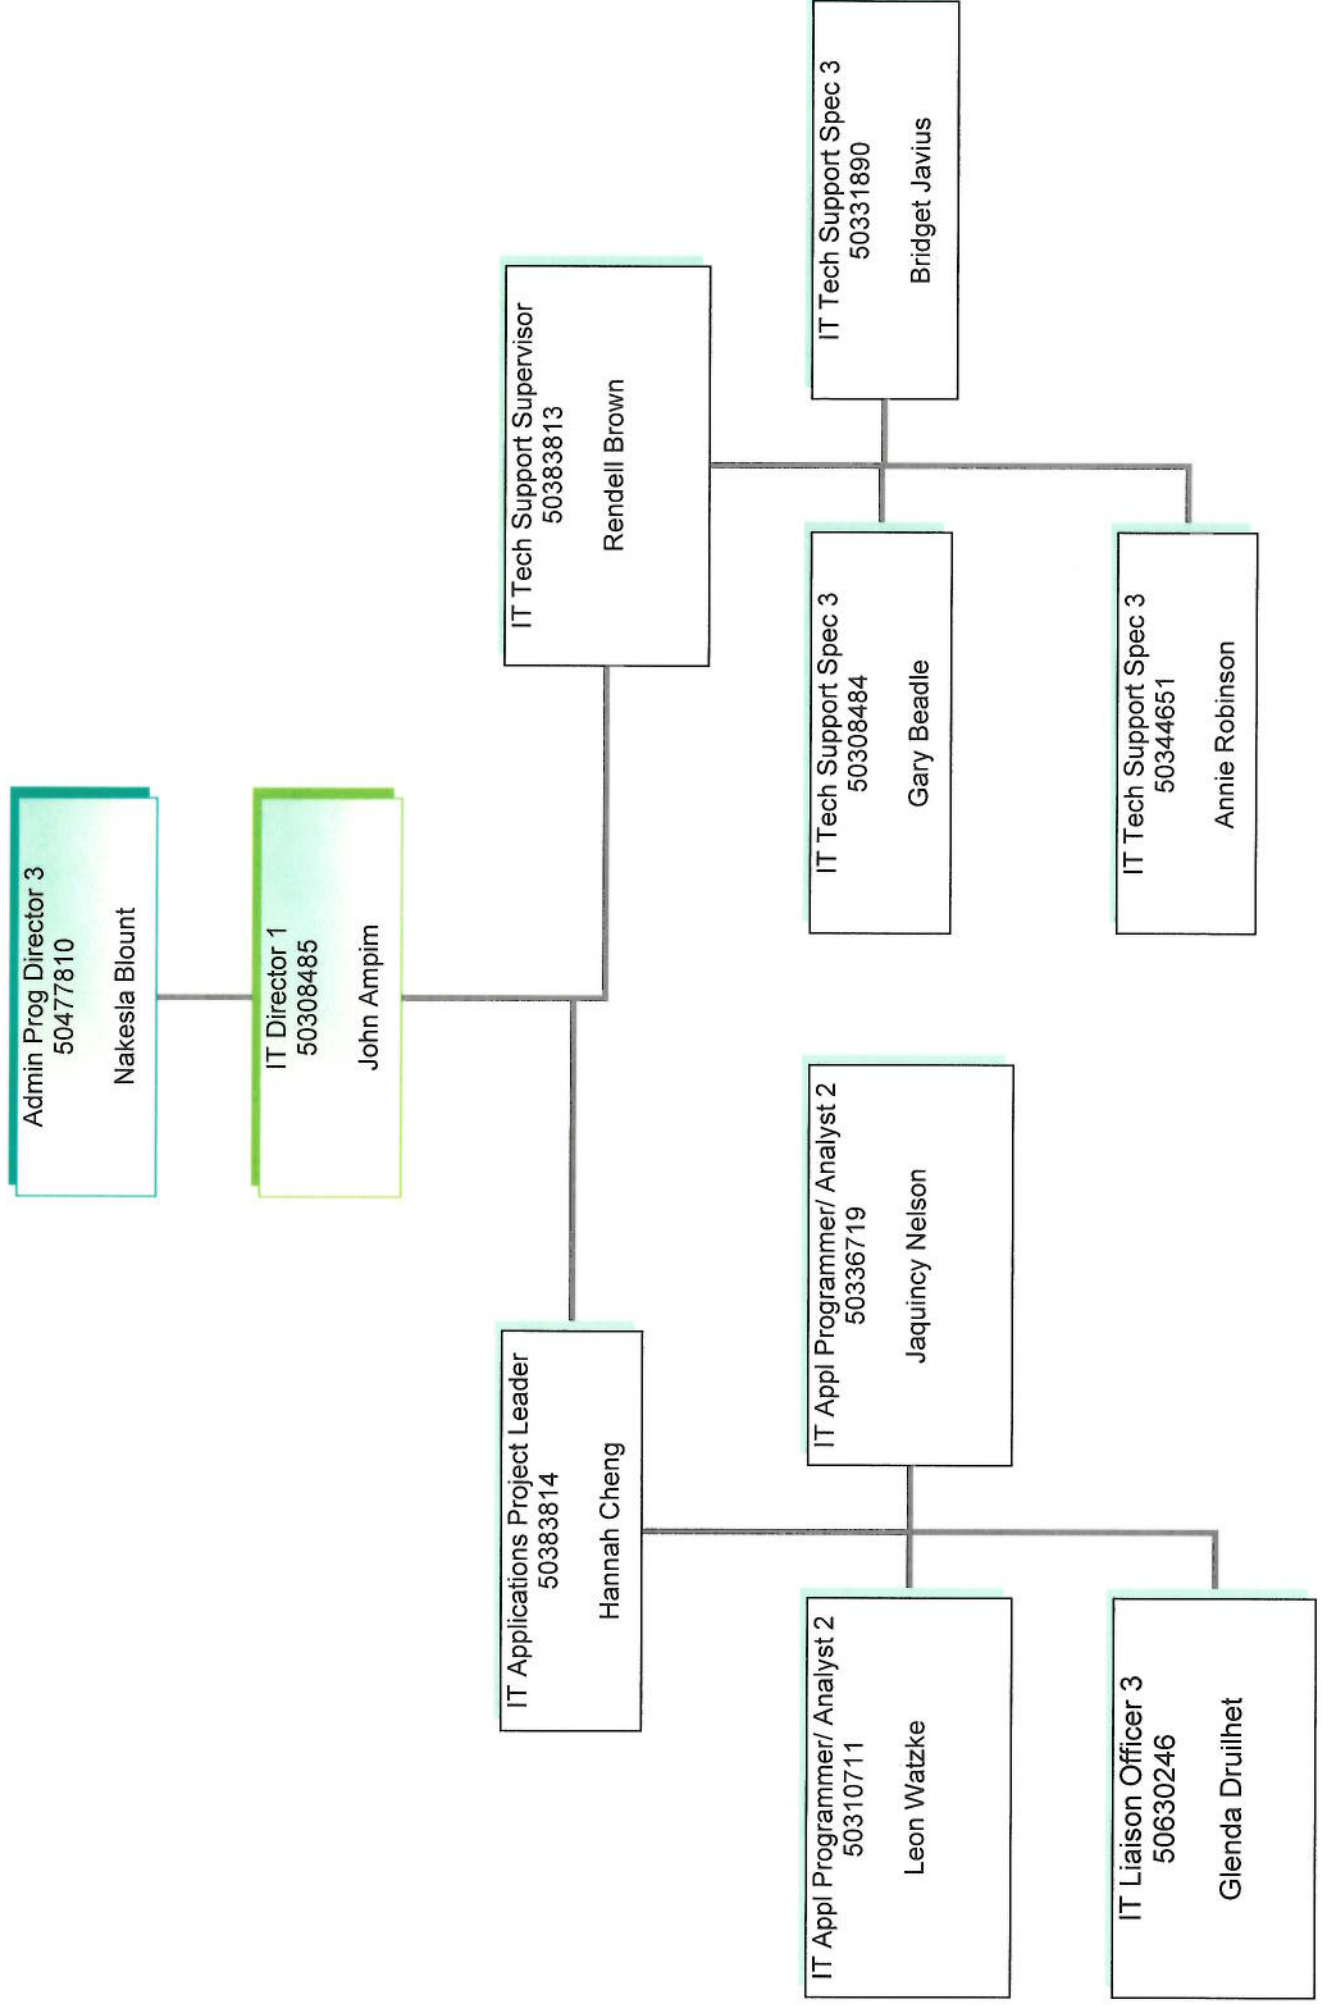 Admin Prog Director 3
50477810
Nakesla Blount
IT Director 1
50308485
John Ampim
IT Applications Project Leader
50383814
Hannah Cheng
IT Tech Support Supervisor
50383813
Rendell Brown
IT Appl Programmer/ Analyst 2
50310711
Leon Watzke
IT Appl Programmer/ Analyst 2
50336719
Jaquincy Nelson
IT Tech Support Spec 3
50308484
Gary Beadle
IT Tech Support Spec 3
50331890
Bridget Javius
IT Liaison Officer 3
50630246
Glenda Druilhet
IT Tech Support Spec 3
50344651
Annie Robinson